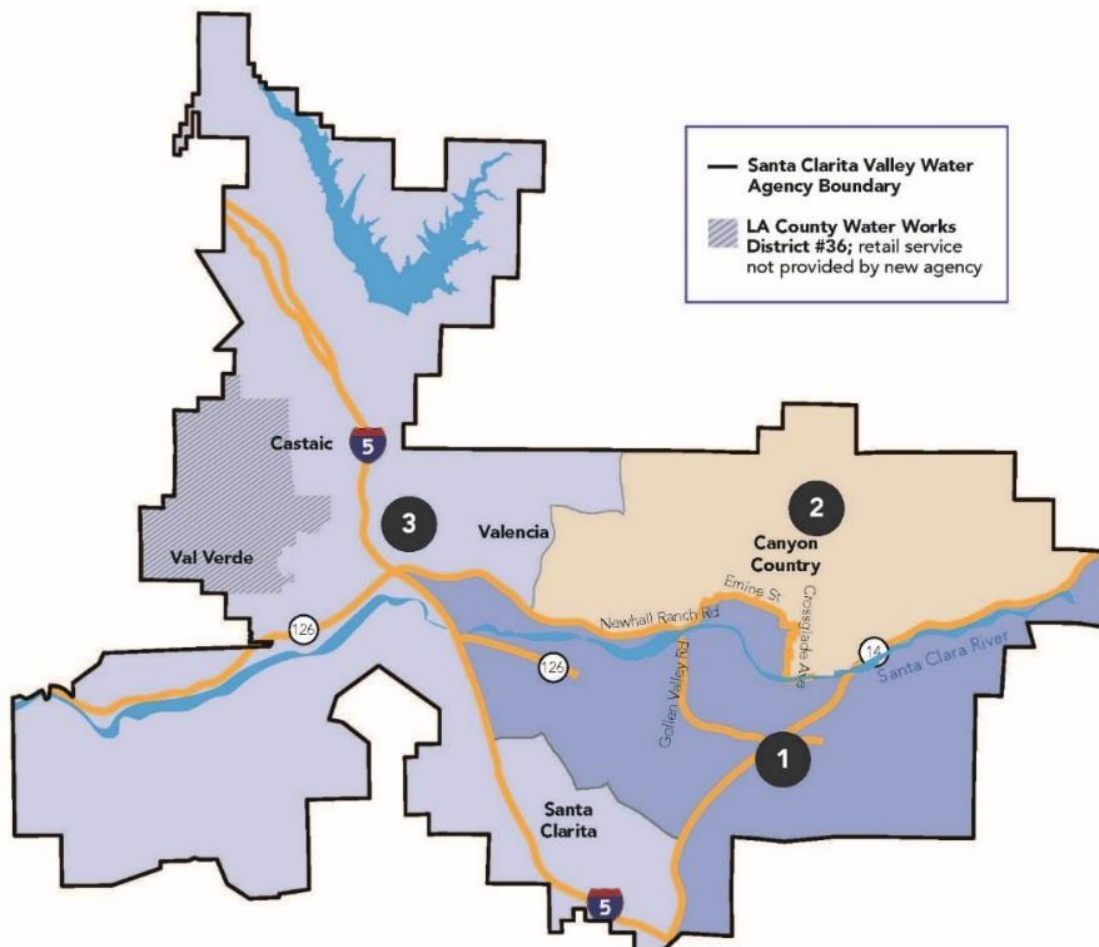 Santa Clarita Valley Water
Agency Boundary
LA County Water Works
District #36; retail service
not provided by new agency
Castaic
5
3
Valencia
2
Canyon
Country
Val Verde
Emine St
Crossglade Ave
Newhall Ranch Rd
126
126
14
Santa Clara River
Gollen Valley Rd
1
Santa
Clarita
5